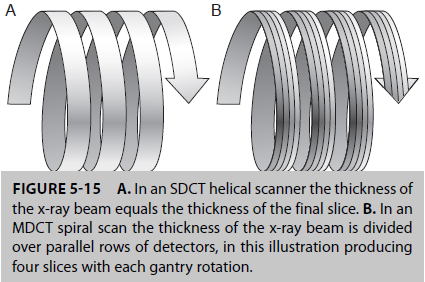 A
B
FIGURE 5-15 A. In an SDCT helical scanner the thickness of
the x-ray beam equals the thickness of the final slice. B. In an
MDCT spiral scan the thickness of the x-ray beam is divided
over parallel rows of detectors, in this illustration producing
four slices with each gantry rotation.